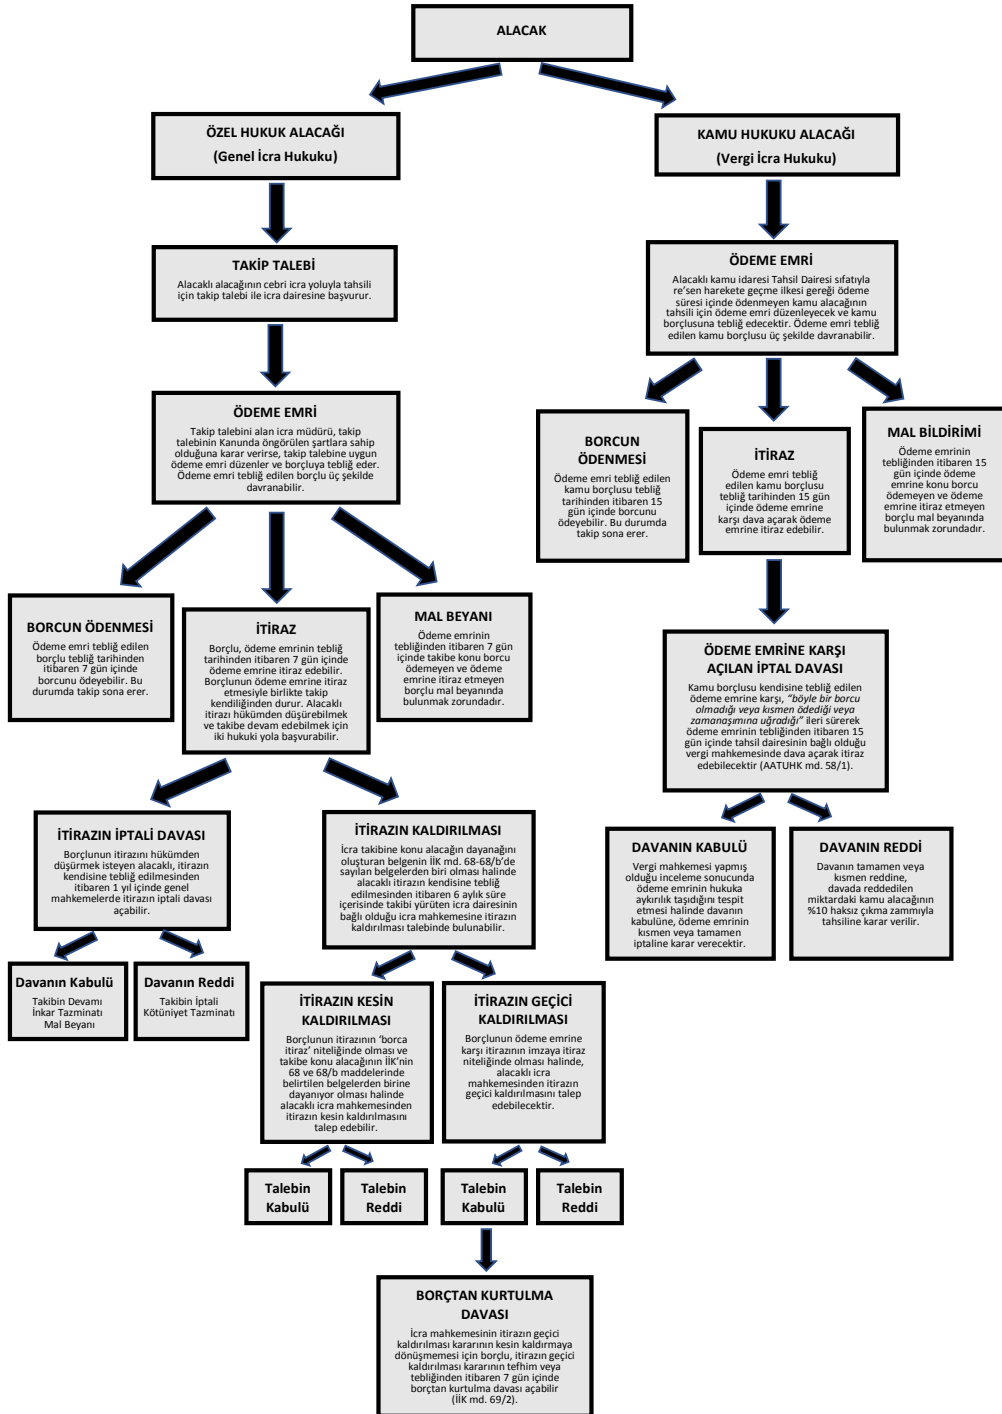 ALACAK
ÖZEL HUKUK ALACAĞI
(Genel İcra Hukuku)
KAMU HUKUKU ALACAĞI
(Vergi İcra Hukuku)
TAKİP TALEBİ
Alacaklı alacağının cebri icra yoluyla tahsili
için takip talebi ile icra dairesine başvurur.
ÖDEME EMRİ
Alacaklı kamu idaresi Tahsil Dairesi sıfatıyla
re'sen harekete geçme ilkesi gereği ödeme
süresi içinde ödenmeyen kamu alacağının
tahsili için ödeme emri düzenleyecek ve kamu
borçlusuna tebliğ edecektir. Ödeme emri tebliğ
edilen kamu borçlusu üç şekilde davranabilir.
ÖDEME EMRİ
Takip talebini alan icra müdürü, takip
talebinin Kanunda öngörülen şartlara sahip
olduğuna karar verirse, takip talebine uygun
ödeme emri düzenler ve borçluya tebliğ eder.
Ödeme emri tebliğ edilen borçlu üç şekilde
davranabilir.
BORCUN
ÖDENMESİ
Ödeme emri tebliğ edilen
kamu borçlusu tebliğ
tarihinden itibaren 15
gün içinde borcunu
ödeyebilir. Bu durumda
takip sona erer.
İTİRAZ
Ödeme emri tebliğ
edilen kamu borçlusu
tebliğ tarihinden 15 gün
içinde ödeme emrine
karşı dava açarak ödeme
emrine itiraz edebilir.
MAL BİLDİRİMİ
Ödeme emrinin
tebliğinden itibaren 15
gün içinde ödeme
emrine konu borcu
ödemeyen ve ödeme
emrine itiraz etmeyen
borçlu mal beyanında
bulunmak zorundadır.
BORCUN ÖDENMESİ
Ödeme emri tebliğ edilen
borçlu tebliğ tarihinden
itibaren 7 gün içinde
borcunu ödeyebilir. Bu
durumda takip sona erer.
İTİRAZ
Borçlu, ödeme emrinin tebliğ
tarihinden itibaren 7 gün içinde
ödeme emrine itiraz edebilir.
Borçlunun ödeme emrine itiraz
etmesiyle birlikte takip
kendiliğinden durur. Alacaklı
itirazı hükümden düşürebilmek
ve takibe devam edebilmek için
iki hukuki yola başvurabilir.
MAL BEYANI
Ödeme emrinin
tebliğinden itibaren 7 gün
içinde takibe konu borcu
ödemeyen ve ödeme
emrine itiraz etmeyen
borçlu mal beyanında
bulunmak zorundadır.
ÖDEME EMRİNE KARŞI
AÇILAN İPTAL DAVASI
Kamu borçlusu kendisine tebliğ edilen
ödeme emrine karşı, “böyle bir borcu
olmadığı veya kısmen ödediği veya
zamanaşımına uğradığı” ileri sürerek
ödeme emrinin tebliğinden itibaren 15
gün içinde tahsil dairesinin bağlı olduğu
vergi mahkemesinde dava açarak itiraz
edebilecektir (AATUHK md. 58/1).
İTİRAZIN İPTALİ DAVASI
Borçlunun itirazını hükümden
düşürmek isteyen alacaklı, itirazın
kendisine tebliğ edilmesinden
itibaren 1 yıl içinde genel
mahkemelerde itirazın iptali davası
açabilir.
İTİRAZIN KALDIRILMASI
İcra takibine konu alacağın dayanağını
oluşturan belgenin İİK md. 68-68/b’de
sayılan belgelerden biri olması halinde
alacaklı itirazın kendisine tebliğ
edilmesinden itibaren 6 aylık süre
içerisinde takibi yürüten icra dairesinin
bağlı olduğu icra mahkemesine itirazın
kaldırılması talebinde bulunabilir.
DAVANIN KABULÜ
Vergi mahkemesi yapmış
olduğu inceleme sonucunda
ödeme emrinin hukuka
aykırılık taşıdığını tespit
etmesi halinde davanın
kabulüne, ödeme emrinin
kısmen veya tamamen
iptaline karar verecektir.
DAVANIN REDDİ
Davanın tamamen veya
kısmen reddine,
davada reddedilen
miktardaki kamu alacağının
%10 haksız çıkma zammıyla
tahsiline karar verilir.
Davanın Kabulü
Takibin Devamı
İnkar Tazminatı
Mal Beyanı
Davanın Reddi
Takibin İptali
Kötüniyet Tazminatı
İTİRAZIN KESİN
KALDIRILMASI
Borçlunun itirazının ‘borca
itiraz’ niteliğinde olması ve
takibe konu alacağının İİK’nin
68 ve 68/b maddelerinde
belirtilen belgelerden birine
dayanıyor olması halinde
alacaklı icra mahkemesinden
itirazın kesin kaldırılmasını
talep edebilir.
İTİRAZIN GEÇİCİ
KALDIRILMASI
Borçlunun ödeme emrine
karşı itirazının imzaya itiraz
niteliğinde olması halinde,
alacaklı icra
mahkemesinden itirazın
geçici kaldırılmasını talep
edebilecektir.
Talebin
Kabulü
Talebin
Reddi
Talebin
Kabulü
Talebin
Reddi
BORÇTAN KURTULMA
DAVASI
İcra mahkemesinin itirazın geçici
kaldırılması kararının kesin kaldırmaya
dönüşmemesi için borçlu, itirazın geçici
kaldırılması kararının tefhim veya
tebliğinden itibaren 7 gün içinde
borçtan kurtulma davası açabilir
(İİK md. 69/2).